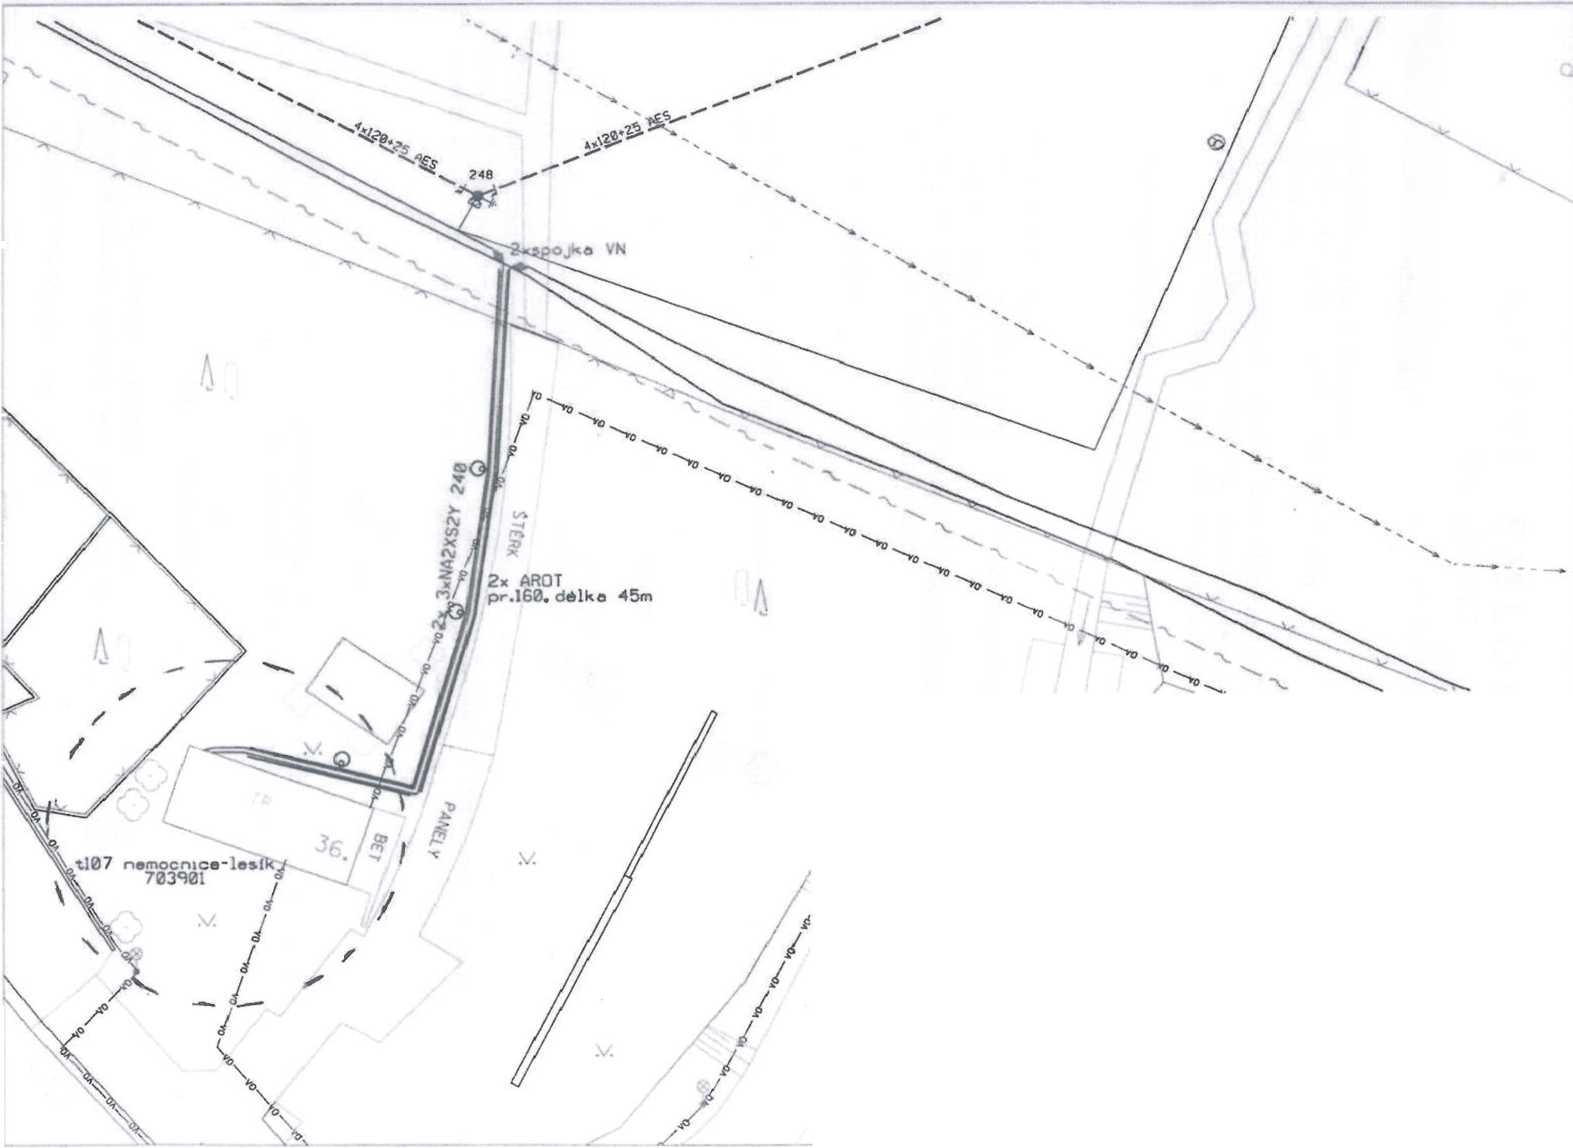 4x120+25 AES
4x120+25 AES
248
2xspojka VN
2x 3xNA2XS2Y 240
ŠTĚRK
2x AROT
pr.160. délka 45m
PANELY
BET
36.
t107 nemocnice-lesík
703901